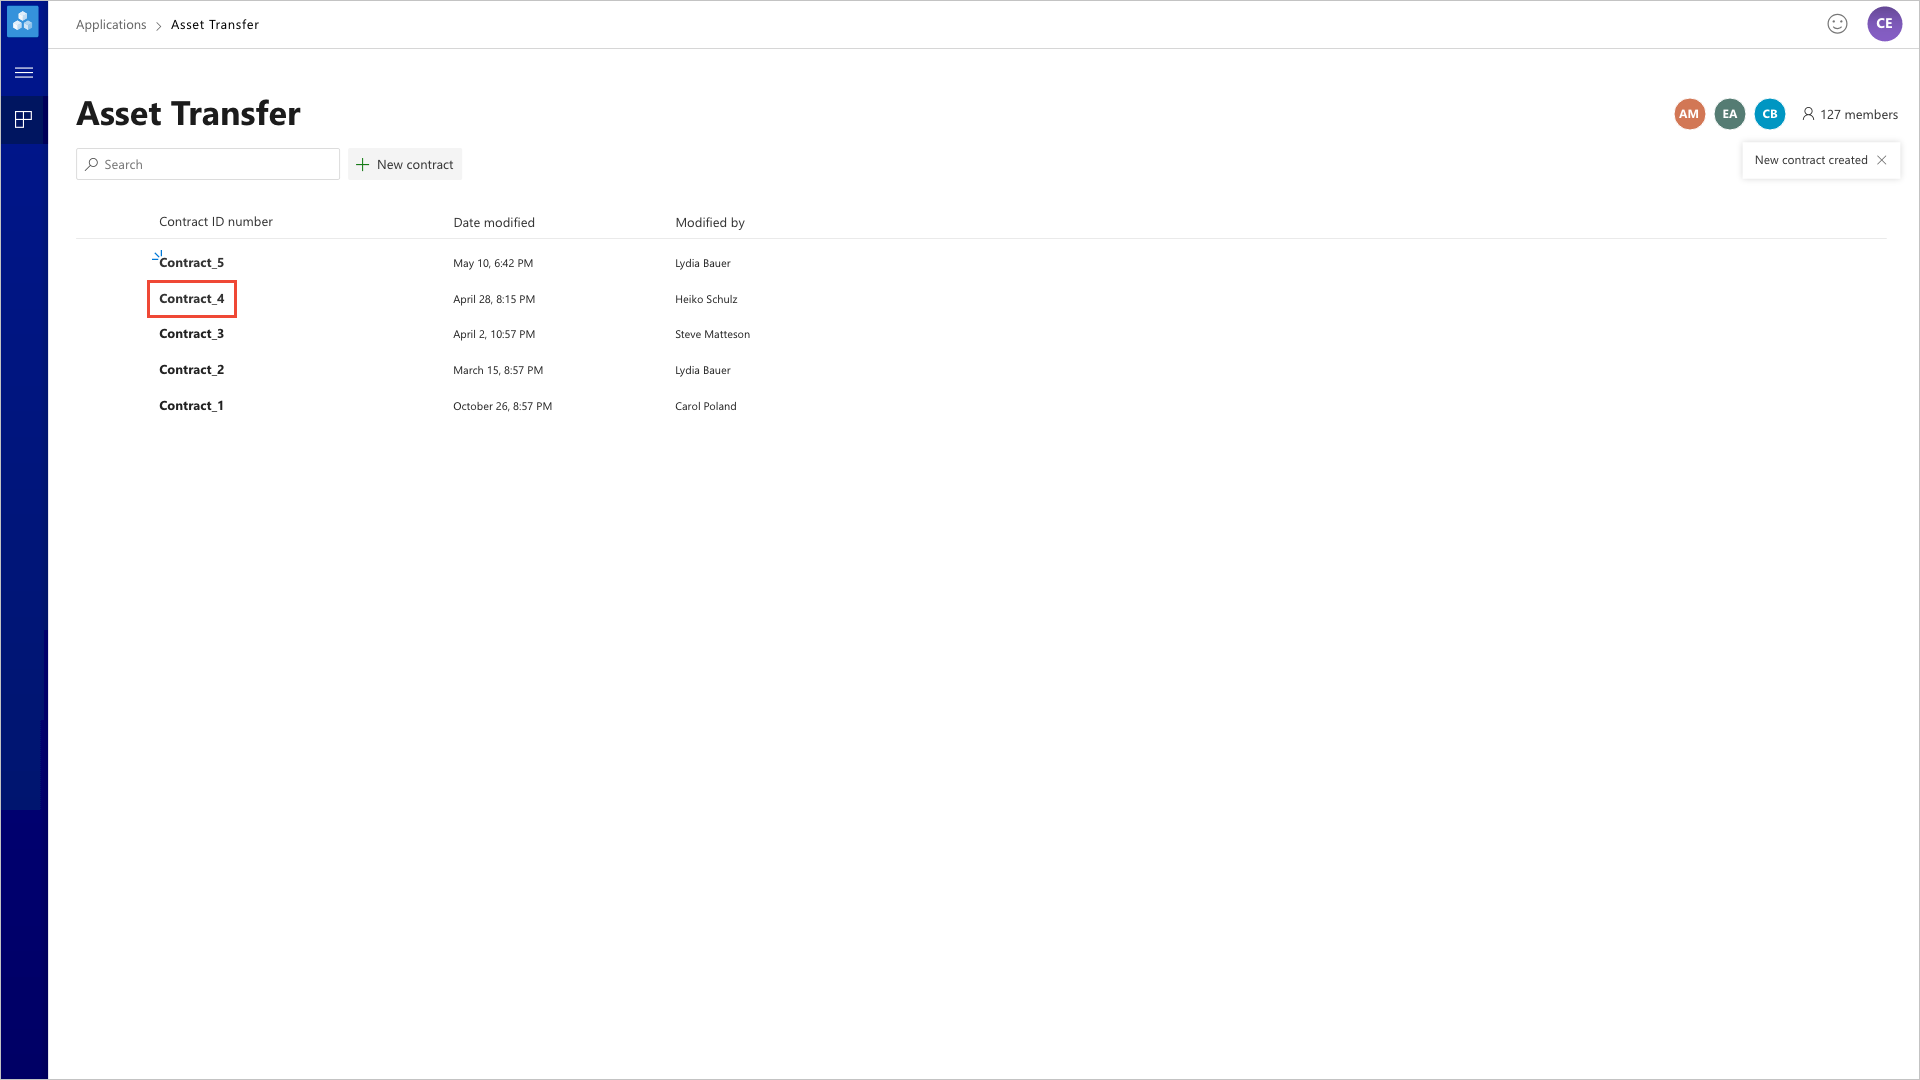 Applications > Asset Transfer
CE
Asset Transfer
AM EA CB 127 members
Search
New contract
New contract created
Contract ID number Date modified Modified by
Contract_5 May 10, 6:42 PM Lydia Bauer
Contract_4 April 28, 8:15 PM Heiko Schulz
Contract_3 April 2, 10:57 PM Steve Matteson
Contract_2 March 15, 8:57 PM Lydia Bauer
Contract_1 October 26, 8:57 PM Carol Poland